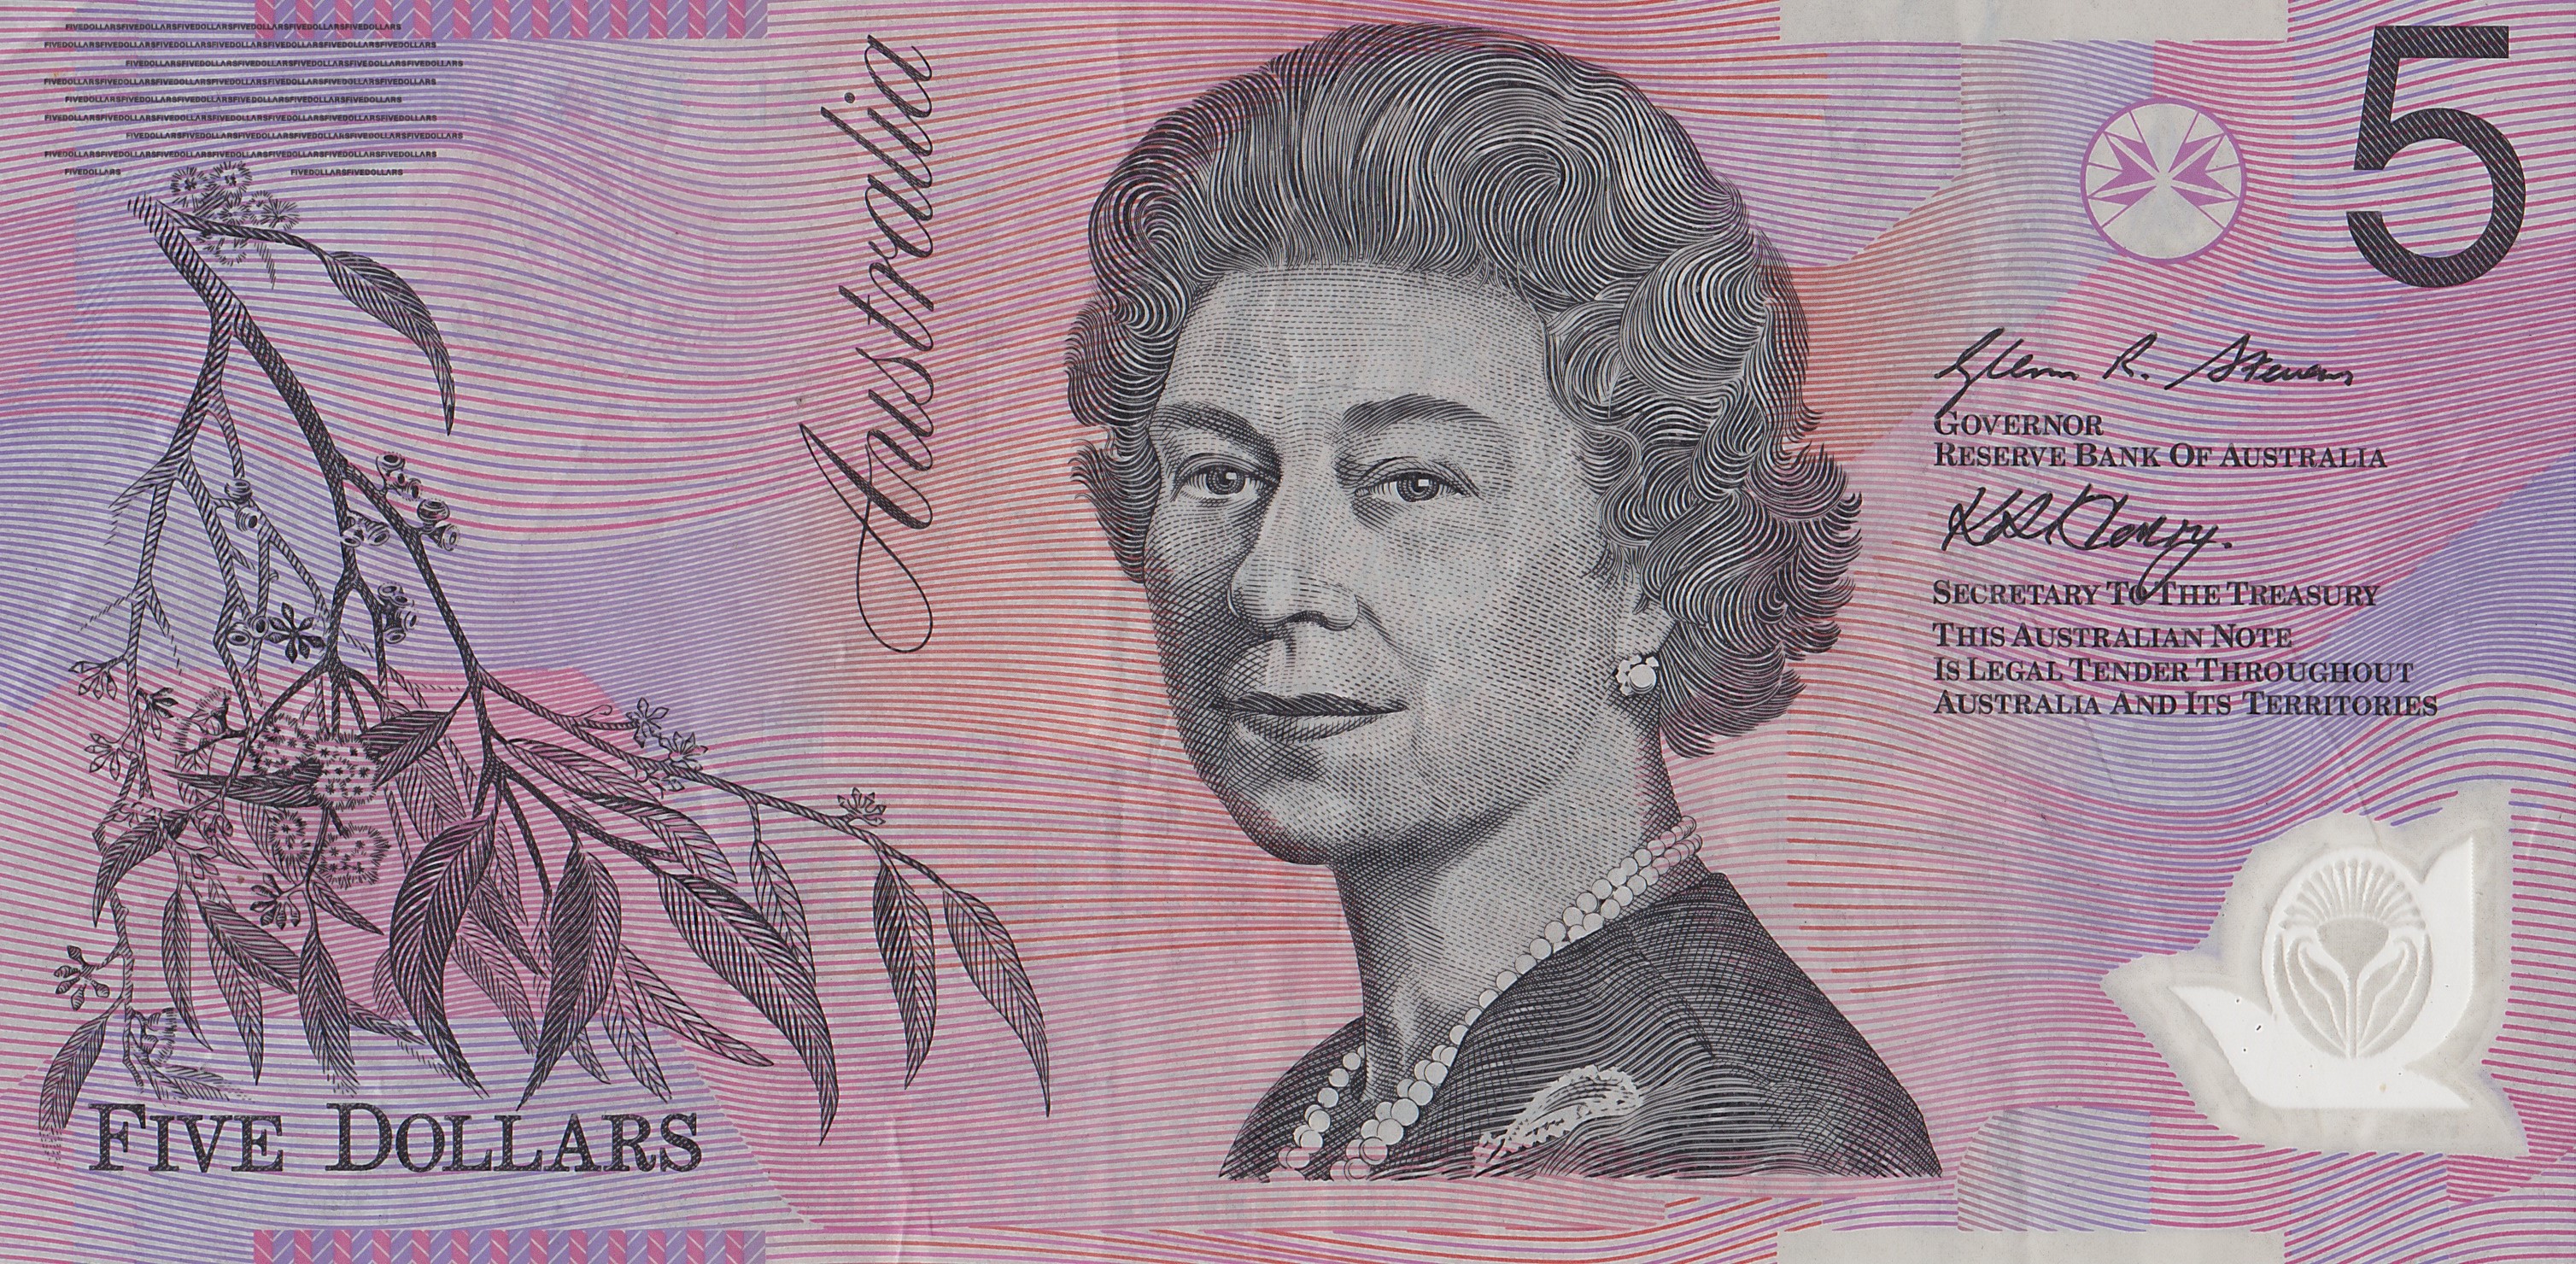 FIVEDOLLARSFIVEDOLLARSFIVEDOLLARSFIVEDOLLARSFIVEDOLLARS
FIVEDOLLARSFIVEDOLLARSFIVEDOLLARSFIVEDOLLARSFIVEDOLLARSFIVEDOLLARS
FIVEDOLLARSFIVEDOLLARSFIVEDOLLARSFIVEDOLLARSFIVEDOLLARS
FIVEDOLLARSFIVEDOLLARSFIVEDOLLARSFIVEDOLLARSFIVEDOLLARSFIVEDOLLARS
FIVEDOLLARSFIVEDOLLARSFIVEDOLLARSFIVEDOLLARSFIVEDOLLARS
FIVEDOLLARSFIVEDOLLARSFIVEDOLLARSFIVEDOLLARSFIVEDOLLARSFIVEDOLLARS
FIVEDOLLARSFIVEDOLLARSFIVEDOLLARSFIVEDOLLARSFIVEDOLLARS
FIVEDOLLARSFIVEDOLLARSFIVEDOLLARSFIVEDOLLARSFIVEDOLLARSFIVEDOLLARS
FIVEDOLLARS FIVEDOLLARSFIVEDOLLARS
Australia
5
Glenn R. Stevens
GOVERNOR
RESERVE BANK OF AUSTRALIA
SECRETARY TO THE TREASURY
THIS AUSTRALIAN NOTE
IS LEGAL TENDER THROUGHOUT
AUSTRALIA AND ITS TERRITORIES
FIVE DOLLARS